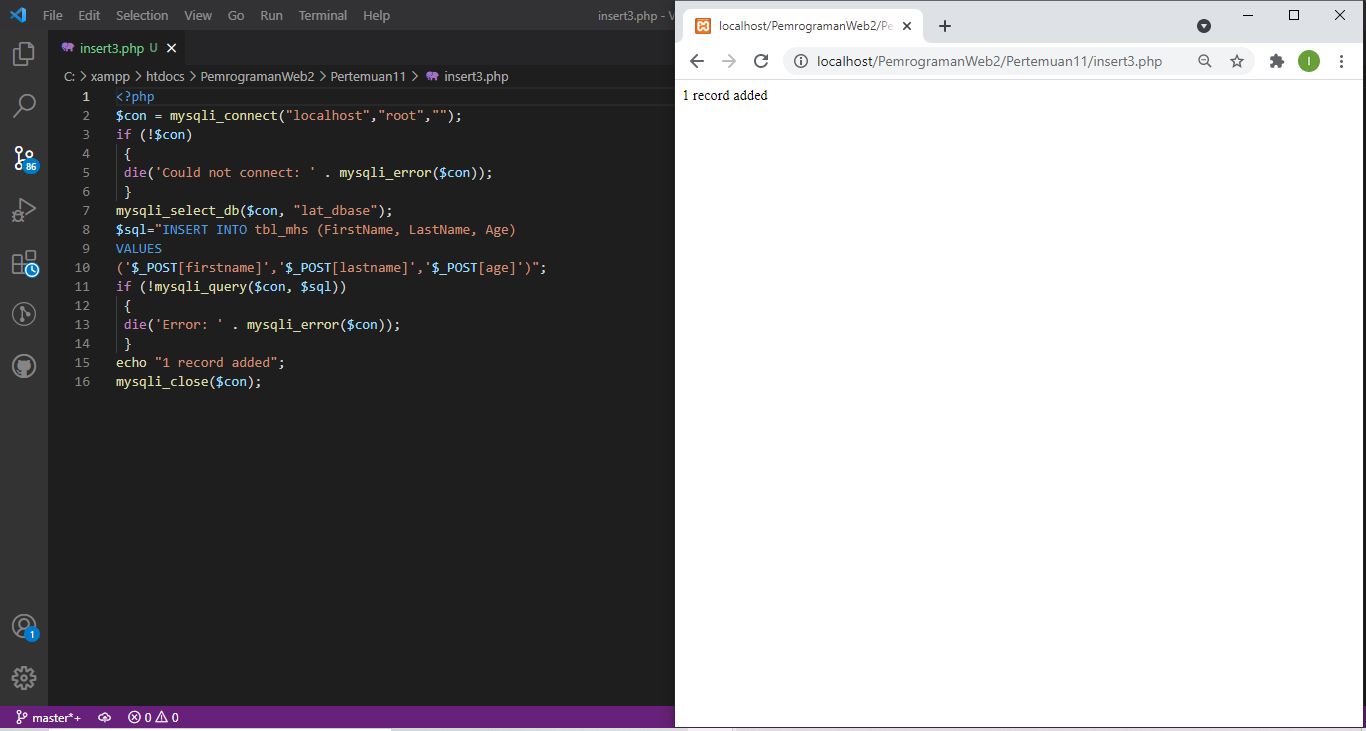 File Edit Selection View Go Run Terminal Help insert3.php - V
insert3.php U
C: > xampp > htdocs > PemrogramanWeb2 > Pertemuan11 > insert3.php
1 <?php
2 $con = mysqli_connect("localhost","root","");
3 if (!$con)
4 {
5 die('Could not connect: ' . mysqli_error($con));
6 }
7 mysqli_select_db($con, "lat_dbase");
8 $sql="INSERT INTO tbl_mhs (FirstName, LastName, Age)
9 VALUES
10 ('$_POST[firstname]','$_POST[lastname]','$_POST[age]')";
11 if (!mysqli_query($con, $sql))
12 {
13 die('Error: ' . mysqli_error($con));
14 }
15 echo "1 record added";
16 mysqli_close($con);
86
1
master*+ 0 0
localhost/PemrogramanWeb2/Pe
localhost/PemrogramanWeb2/Pertemuan11/insert3.php
I
1 record added